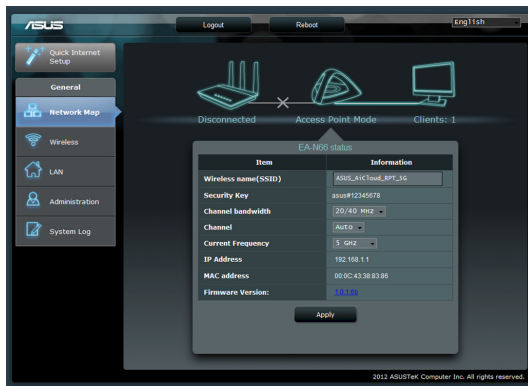 ASUS
Logout
Reboot
English
Quick Internet
Setup
General
Network Map
Wireless
LAN
Administration
System Log
Disconnected
Access Point Mode
Clients: 1
EA-N66 status
Item Information
Wireless name(SSID) ASUS_AiCloud_RPT_5G
Security Key asus#12345678
Channel bandwidth 20/40 MHz
Channel Auto
Current Frequency 5 GHz
IP Address 192.168.1.1
MAC address 00:0C:43:38:83:86
Firmware Version:
Apply
2012 ASUSTeK Computer Inc. All rights reserved.